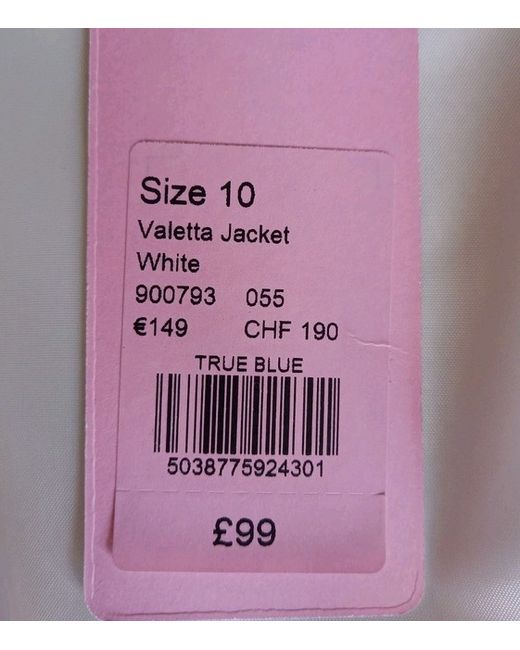 Size 10
Valetta Jacket
White
900793 055
€149 CHF 190
TRUE BLUE
5038775924301
£99